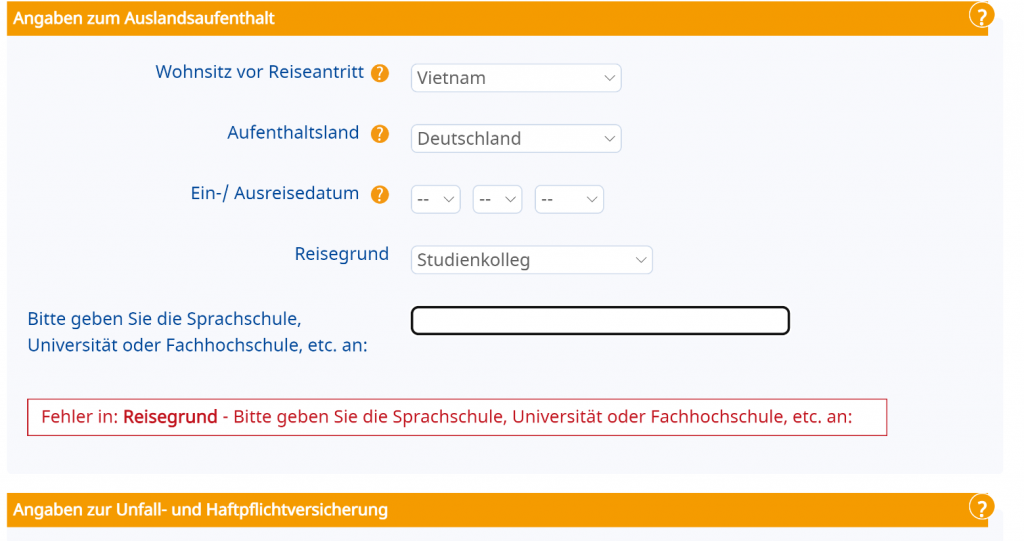 Angaben zum Auslandsaufenthalt ?
Wohnsitz vor Reiseantritt ? Vietnam
Aufenthaltsland ? Deutschland
Ein-/ Ausreisedatum ? -- -- --
Reisegrund Studienkolleg
Bitte geben Sie die Sprachschule,
Universität oder Fachhochschule, etc. an:
Fehler in: Reisegrund - Bitte geben Sie die Sprachschule, Universität oder Fachhochschule, etc. an:
Angaben zur Unfall- und Haftpflichtversicherung ?